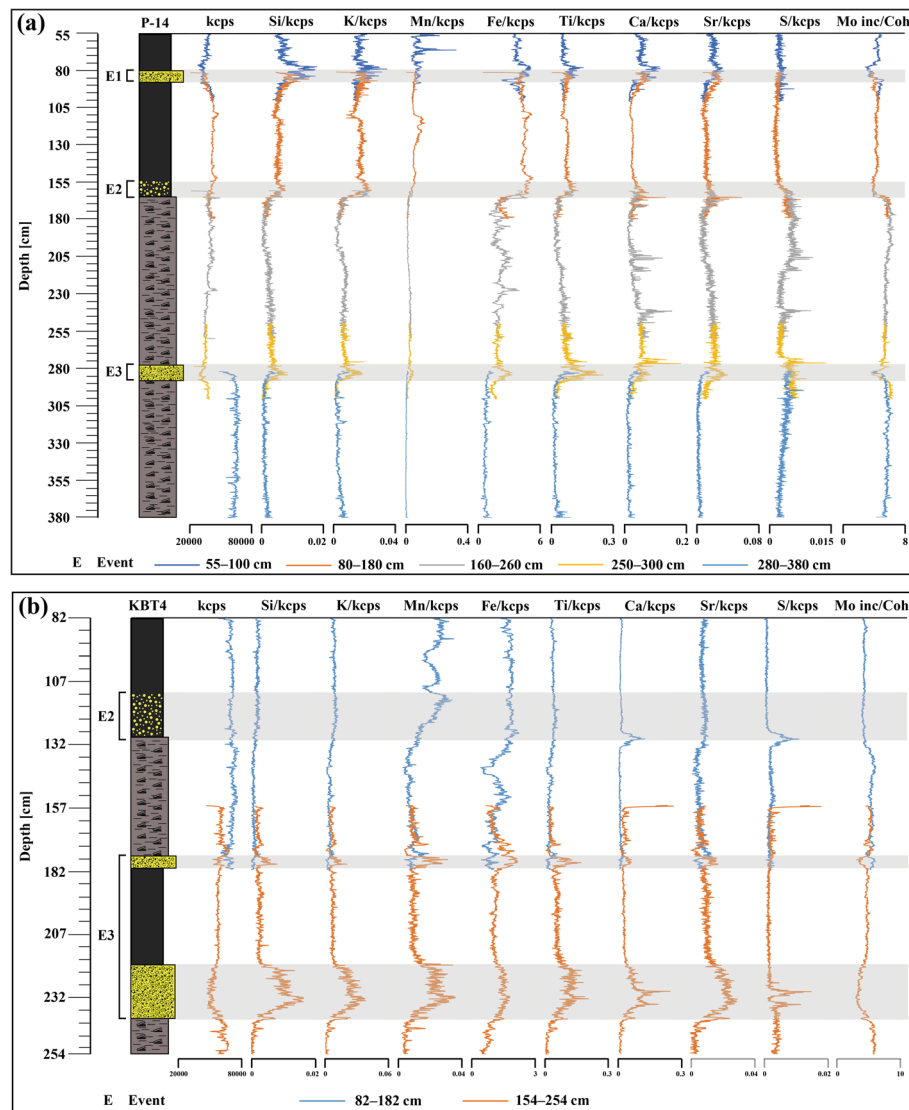 (a) P-14 kcps Si/kcps K/kcps Mn/kcps Fe/kcps Ti/kcps Ca/kcps Sr/kcps S/kcps Mo inc/Coh
55
E1 80
105
130
E2 155
180
205
230
255
E3 280
305
330
355
380
Depth [cm]
20000 80000 0 0.02 0 0.04 0 0.4 0 6 0 0.3 0 0.2 0 0.08 0 0.015 0 8
E Event 55–100 cm 80–180 cm 160–260 cm 250–300 cm 280–380 cm
(b) KBT4 kcps Si/kcps K/kcps Mn/kcps Fe/kcps Ti/kcps Ca/kcps Sr/kcps S/kcps Mo inc/Coh
82
107
E2
132
157
182
207
E3
232
254
Depth [cm]
20000 80000 0 0.02 0 0.06 0 0.04 0 3 0 0.3 0 0.3 0 0.04 0 0.02 0 10
E Event 82–182 cm 154–254 cm